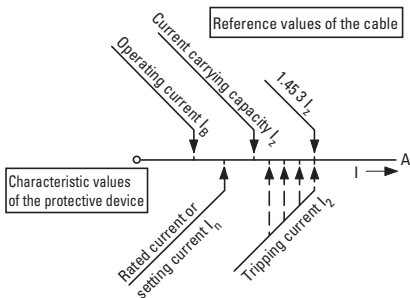 Reference values of the cable
Operating current I_B
Current carrying capacity I_z
1.45 3 I_z
A
I
Characteristic values
of the protective device
Rated current or
setting current I_n
Tripping current I_2